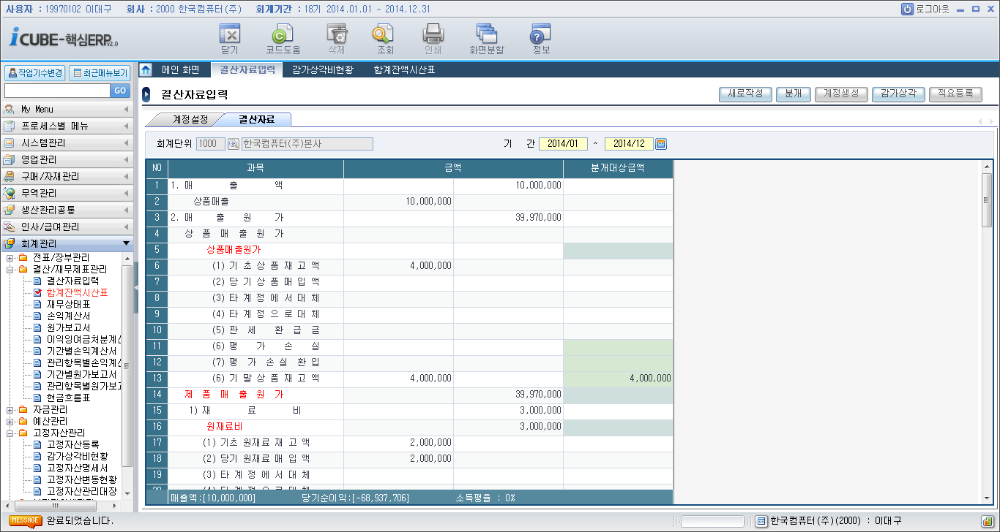 사용자 : 19970102 이대구 회사 : 2000 한국컴퓨터(주) 회계기간 : 18기 2014.01.01 ~ 2014.12.31 로그아웃
iCUBE-핵심ERP v2.0
닫기 코드도움 삭제 조회 인쇄 화면분할 정보
작업기수변경 최근메뉴보기
GO
My Menu
프로세스별 메뉴
시스템관리
영업관리
구매/자재관리
무역관리
생산관리공통
인사/급여관리
회계관리
전표/장부관리
결산/재무제표관리
결산자료입력
합계잔액시산표
재무상태표
손익계산서
원가보고서
이익잉여금처분계산
기간별손익계산서
관리항목별손익계산
기간별원가보고서
관리항목별원가보고
현금흐름표
자금관리
예산관리
고정자산관리
고정자산등록
감가상각비현황
고정자산명세서
고정자산변동현황
고정자산관리대장
메인 화면 결산자료입력 감가상각비현황 합계잔액시산표
결산자료입력 새로작성 분개 계정생성 감가상각 적요등록
계정설정 결산자료
회계단위 1000 한국컴퓨터(주)본사 기 간 2014/01 ~ 2014/12
NO 과목 금액 분개대상금액
1 1. 매 출 액 10,000,000
2 상품매출 10,000,000
3 2. 매 출 원 가 39,970,000
4 상 품 매 출 원 가
5 상품매출원가
6 (1) 기 초 상 품 재 고 액 4,000,000
7 (2) 당 기 상 품 매 입 액
8 (3) 타 계 정 에 서 대 체
9 (4) 타 계 정 으 로 대 체
10 (5) 관 세 환 급 금
11 (6) 평 가 손 실
12 (7) 평 가 손 실 환 입
13 (6) 기 말 상 품 재 고 액 4,000,000 4,000,000
14 제 품 매 출 원 가 39,970,000
15 1) 재 료 비 3,000,000
16 원재료비 3,000,000
17 (1) 기초 원재료 재 고 액 2,000,000
18 (2) 당기 원재료 매 입 액 2,000,000
19 (3) 타 계 정 에 서 대 체
20 (4) 타 계 정 으 로 대 체
매출액:[10,000,000] 당기순이익:[-68,937,706] 소득평율 : 0%
MESSAGE 완료되었습니다. 한국컴퓨터(주)(2000) : 이대구